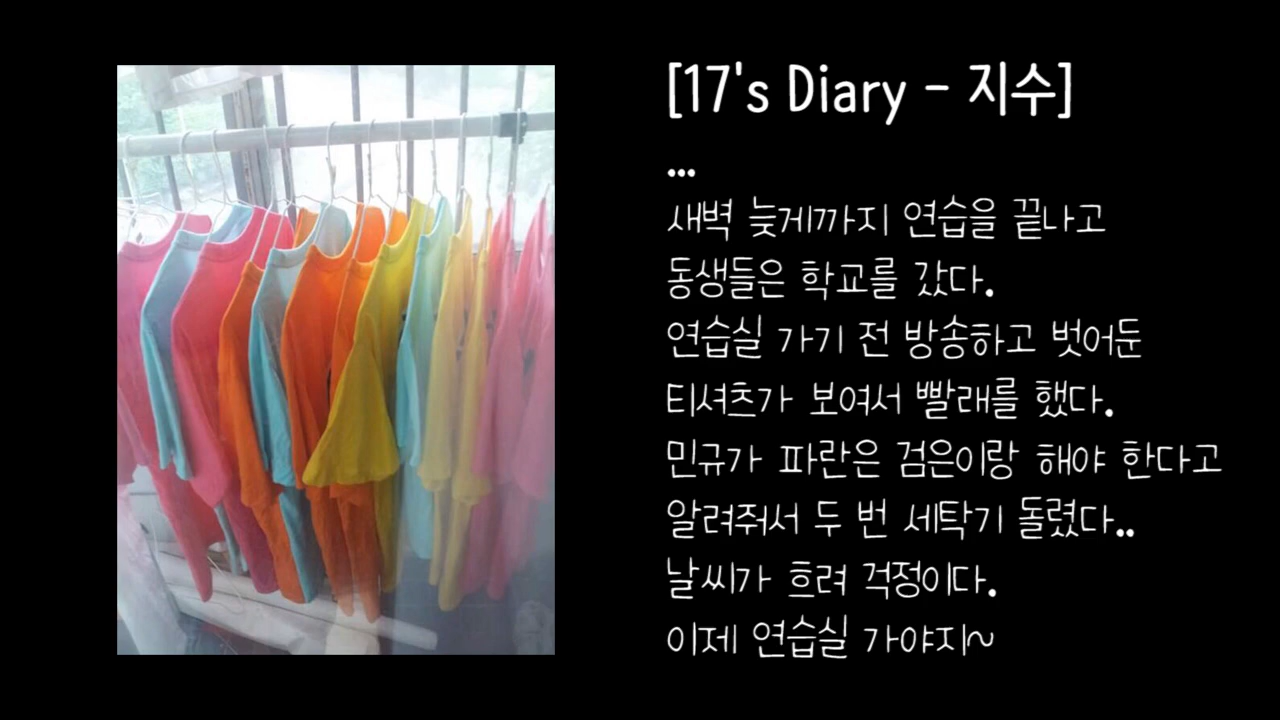 [17's Diary - 지수]
...
새벽 늦게까지 연습을 끝나고
동생들은 학교를 갔다.
연습실 가기 전 방송하고 벗어둔
티셔츠가 보여서 빨래를 했다.
민규가 파란은 검은이랑 해야 한다고
알려줘서 두 번 세탁기 돌렸다..
날씨가 흐려 걱정이다.
이제 연습실 가야지~